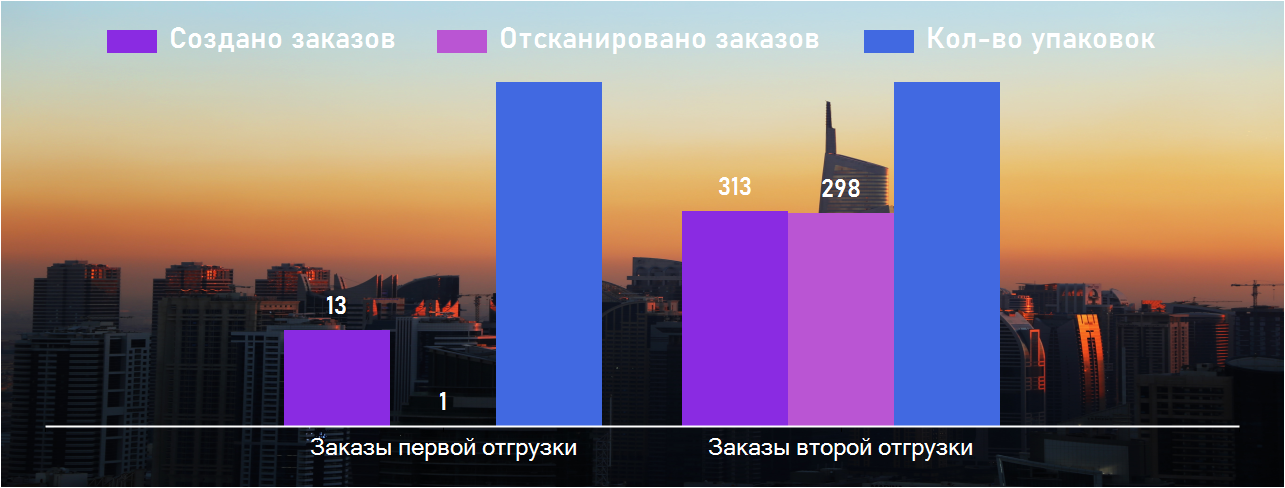 Создано заказов Отсканировано заказов Кол-во упаковок
313 298
13
1
Заказы первой отгрузки Заказы второй отгрузки